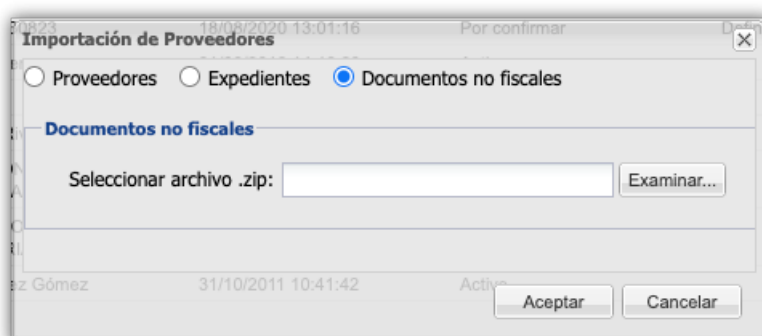 30823 18/08/2020 13:01:16 Por confirmar
Importación de Proveedores
Proveedores Expedientes Documentos no fiscales
Documentos no fiscales
Seleccionar archivo .zip: Examinar...
ez Gómez 31/10/2011 10:41:42 Activo
Aceptar Cancelar